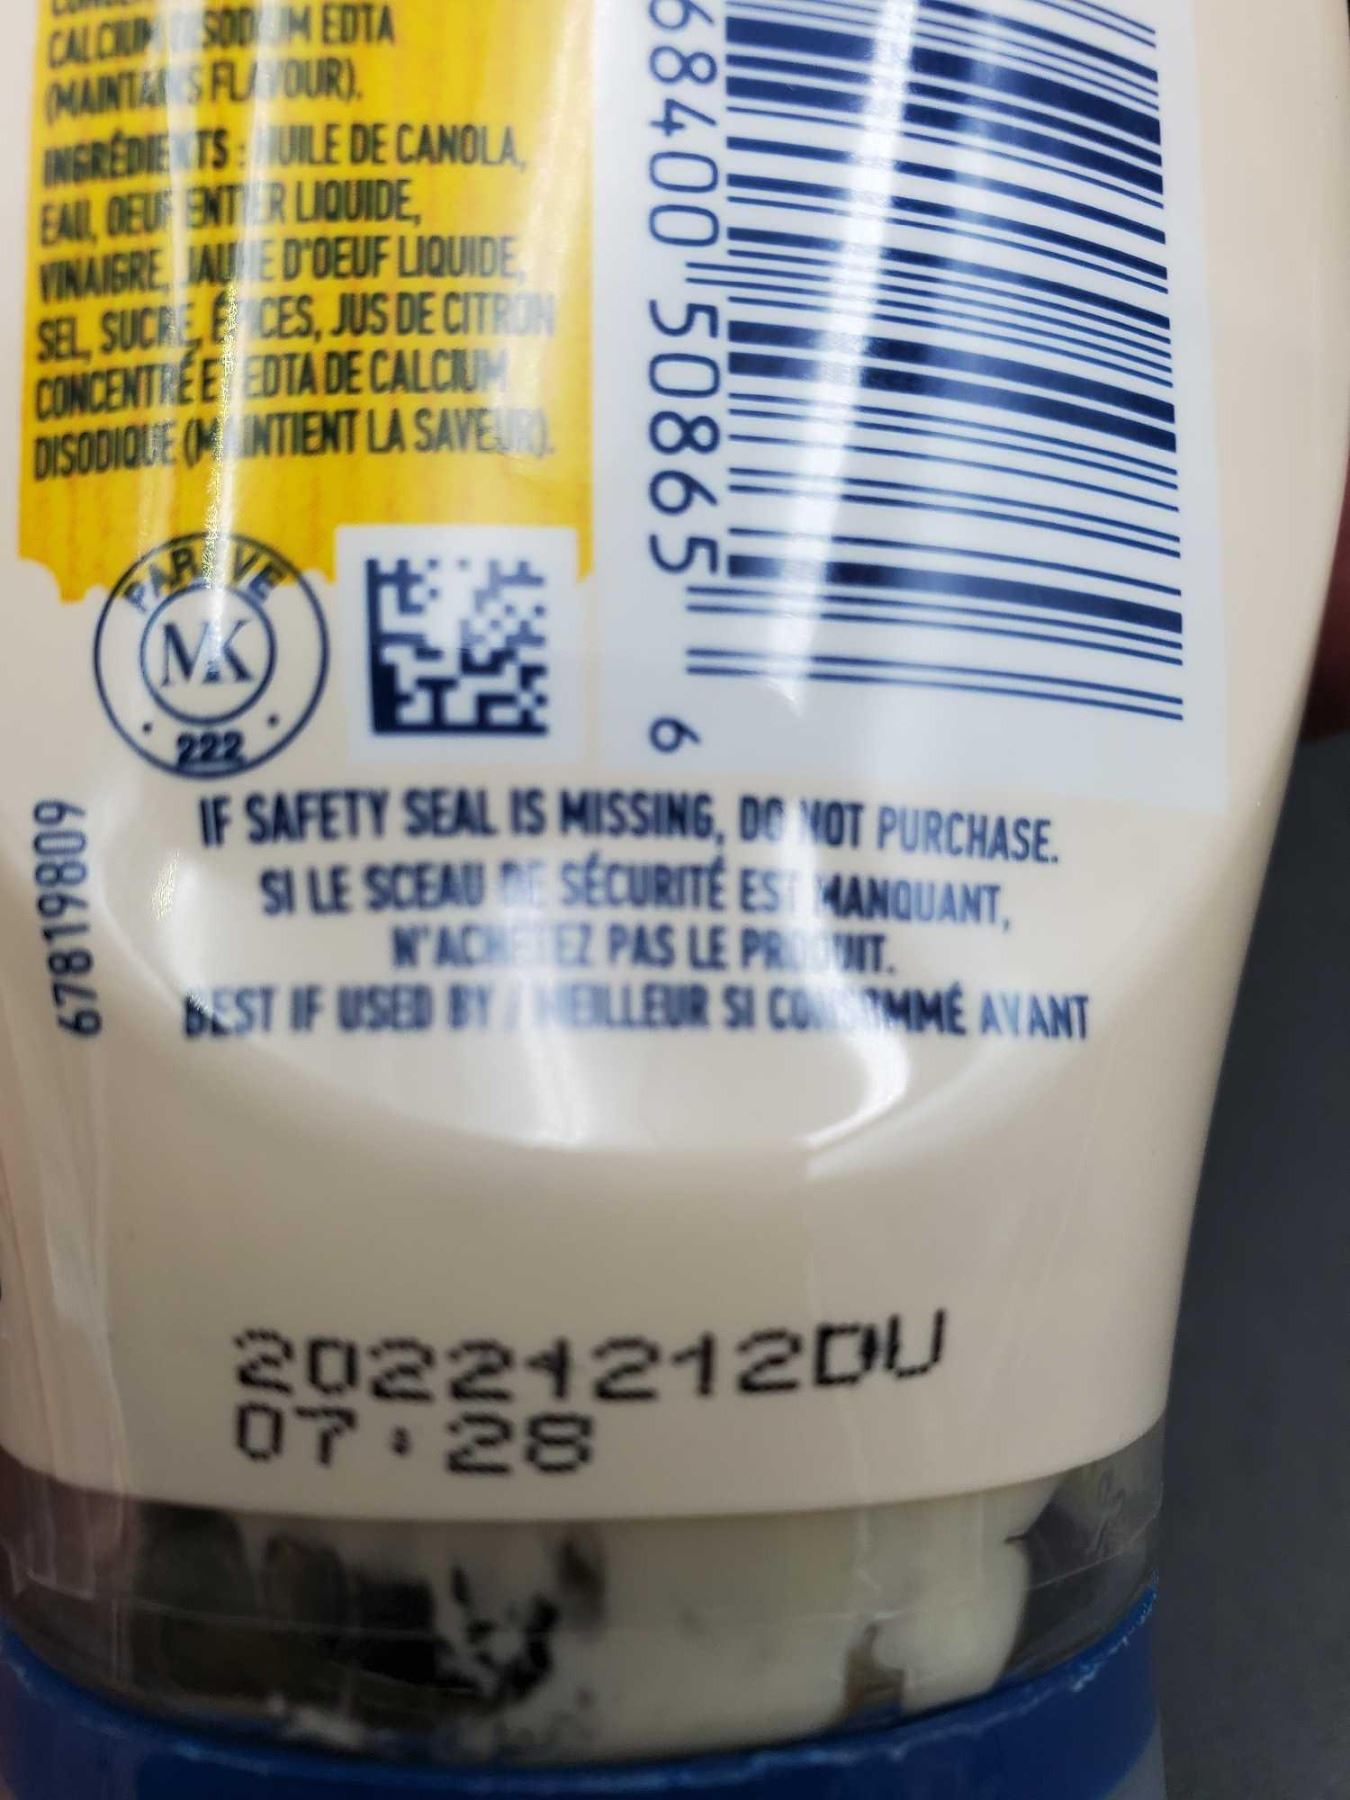 CALCIUM DISODIUM EDTA
(MAINTAINS FLAVOUR).
INGRÉDIENTS : HUILE DE CANOLA,
EAU, OEUF ENTIER LIQUIDE,
VINAIGRE, JAUNE D'OEUF LIQUIDE,
SEL, SUCRE, ÉPICES, JUS DE CITRON
CONCENTRÉ ET EDTA DE CALCIUM
DISODIQUE (MAINTIENT LA SAVEUR).
68400 50865
6
PAREVE
MK
222
67819809
IF SAFETY SEAL IS MISSING, DO NOT PURCHASE.
SI LE SCEAU DE SÉCURITÉ EST MANQUANT,
N'ACHETEZ PAS LE PRODUIT.
BEST IF USED BY / MEILLEUR SI CONSOMMÉ AVANT
20221212DU
07:28